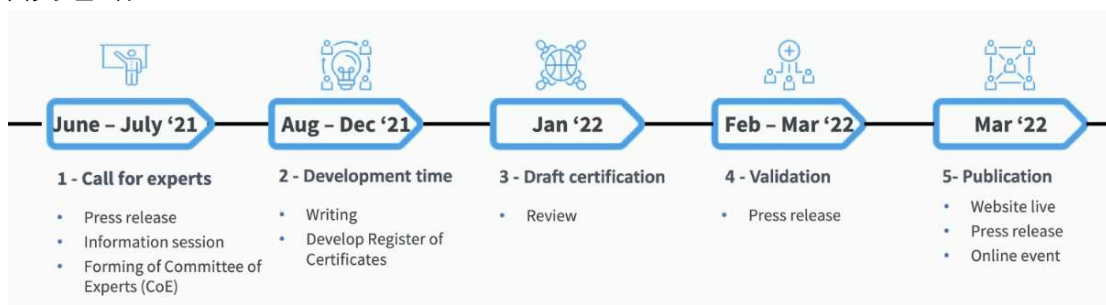 June – July ‘21
Aug – Dec ‘21
Jan ‘22
Feb – Mar ‘22
Mar ‘22
1 - Call for experts
• Press release
• Information session
• Forming of Committee of
Experts (CoE)
2 - Development time
• Writing
• Develop Register of
Certificates
3 - Draft certification
• Review
4 - Validation
• Press release
5- Publication
• Website live
• Press release
• Online event